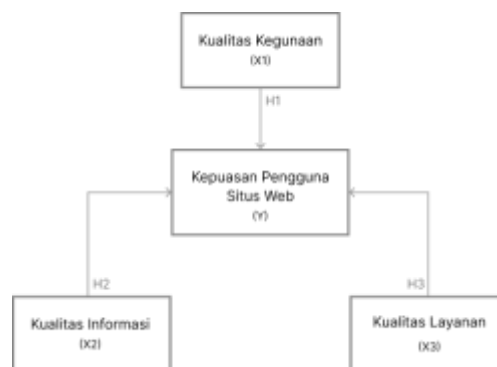 Kualitas Kegunaan
(X1)
H1
Kepuasan Pengguna
Situs Web
(Y)
H2
H3
Kualitas Informasi
(X2)
Kualitas Layanan
(X3)